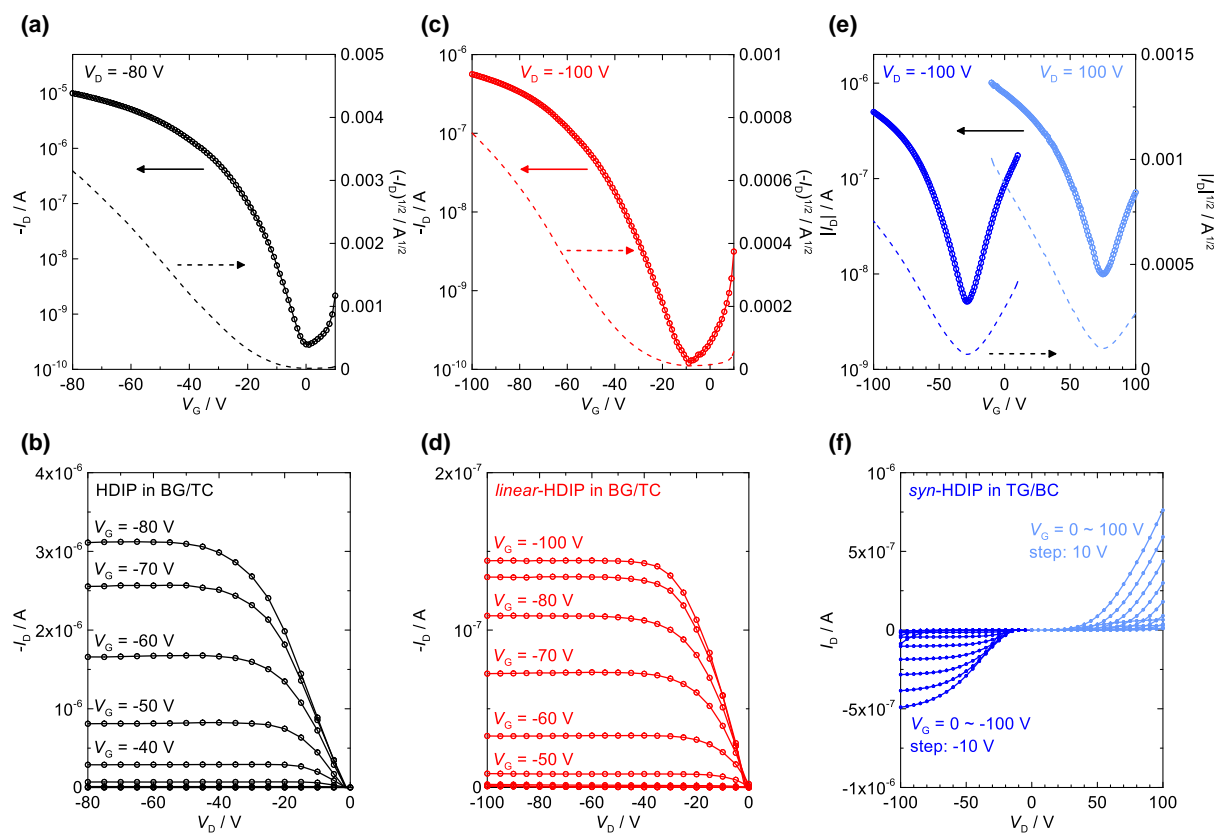 (a)
V_D = -80 V
10^-5
10^-6
10^-7
10^-8
10^-9
10^-10
-I_D / A
0.005
0.004
0.003
0.002
0.001
0
(-I_D)^1/2 / A^1/2
-80 -60 -40 -20 0
V_G / V
(c)
V_D = -100 V
10^-6
10^-7
10^-8
10^-9
10^-10
-I_D / A
0.001
0.0008
0.0006
0.0004
0.0002
0
(-I_D)^1/2 / A^1/2
-100 -80 -60 -40 -20 0
V_G / V
(e)
V_D = -100 V
V_D = 100 V
10^-6
10^-7
10^-8
10^-9
|I_D| / A
0.0015
0.001
0.0005
0
|I_D|^1/2 / A^1/2
-100 -50 0 50 100
V_G / V
(b)
HDIP in BG/TC
V_G = -80 V
-70 V
-60 V
-50 V
-40 V
4x10^-6
3x10^-6
2x10^-6
10^-6
0
-I_D / A
-80 -60 -40 -20 0
V_D / V
(d)
linear-HDIP in BG/TC
V_G = -100 V
V_G = -80 V
V_G = -70 V
V_G = -60 V
V_G = -50 V
2x10^-7
10^-7
0
-I_D / A
-100 -80 -60 -40 -20 0
V_D / V
(f)
syn-HDIP in TG/BC
V_G = 0 ~ 100 V
step: 10 V
V_G = 0 ~ -100 V
step: -10 V
10^-6
5x10^-7
0
-5x10^-7
-1x10^-6
I_D / A
-100 -50 0 50 100
V_D / V